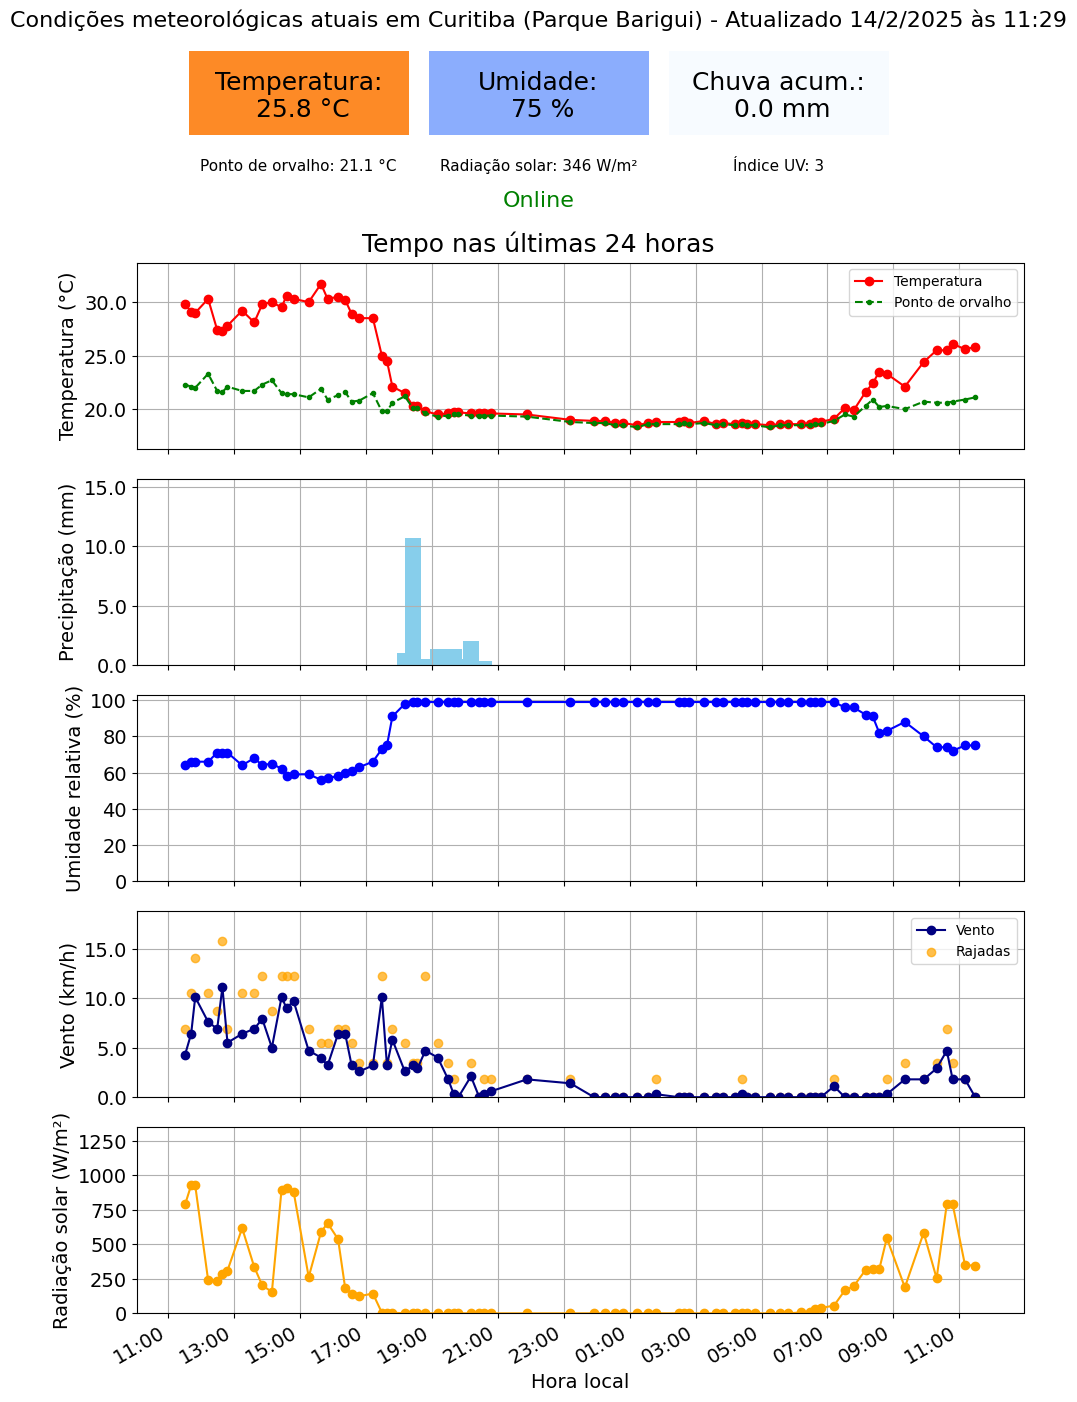 Condições meteorológicas atuais em Curitiba (Parque Barigui) - Atualizado 14/2/2025 às 11:29
Temperatura:
25.8 °C
Umidade:
75 %
Chuva acum.:
0.0 mm
Ponto de orvalho: 21.1 °C
Radiação solar: 346 W/m²
Índice UV: 3
Online
Tempo nas últimas 24 horas
Temperatura (°C)
30.0
25.0
20.0
Temperatura
Ponto de orvalho
Precipitação (mm)
15.0
10.0
5.0
0.0
Umidade relativa (%)
100
80
60
40
20
0
Vento (km/h)
15.0
10.0
5.0
0.0
Vento
Rajadas
Radiação solar (W/m²)
1250
1000
750
500
250
0
11:00
13:00
15:00
17:00
19:00
21:00
23:00
01:00
03:00
05:00
07:00
09:00
11:00
Hora local